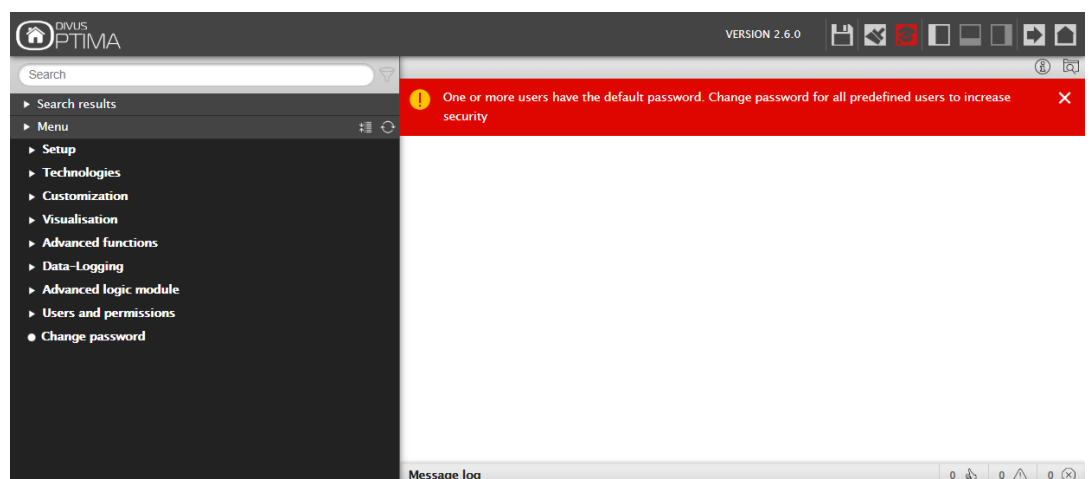 DIVUS
OPTIMA
VERSION 2.6.0
Search
Search results
One or more users have the default password. Change password for all predefined users to increase
security
Menu
Setup
Technologies
Customization
Visualisation
Advanced functions
Data-Logging
Advanced logic module
Users and permissions
Change password
Message log
0
0
0